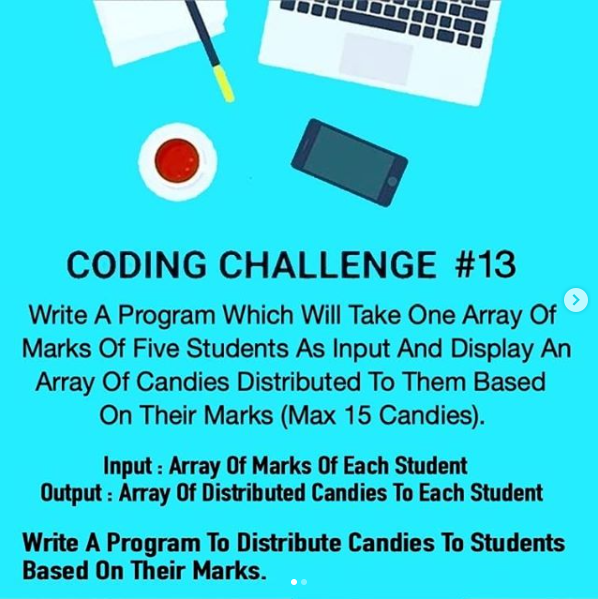 CODING CHALLENGE #13
Write A Program Which Will Take One Array Of
Marks Of Five Students As Input And Display An
Array Of Candies Distributed To Them Based
On Their Marks (Max 15 Candies).
Input : Array Of Marks Of Each Student
Output : Array Of Distributed Candies To Each Student
Write A Program To Distribute Candies To Students
Based On Their Marks.